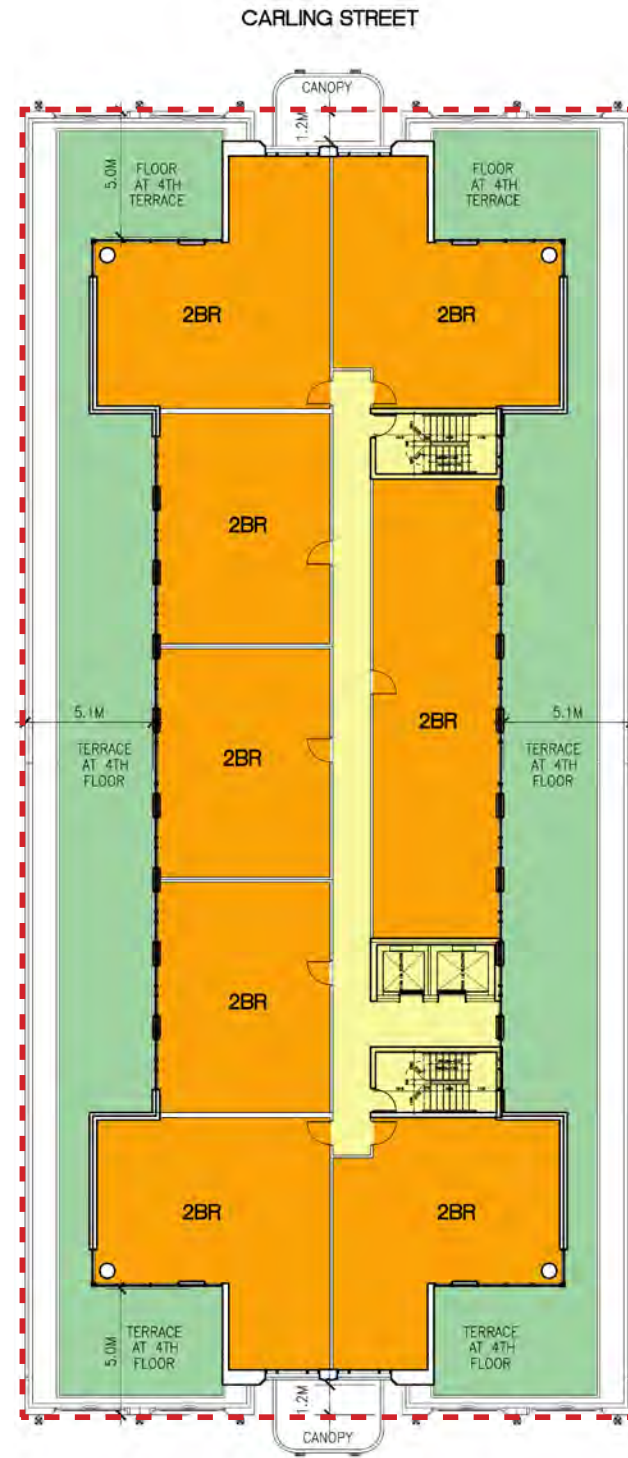 CARLING STREET
CANOPY
1.2M
5.0M
FLOOR
AT 4TH
TERRACE
FLOOR
AT 4TH
TERRACE
2BR
2BR
2BR
5.1M
2BR
5.1M
TERRACE
AT 4TH
FLOOR
2BR
TERRACE
AT 4TH
FLOOR
2BR
2BR
2BR
TERRACE
AT 4TH
FLOOR
5.0M
TERRACE
AT 4TH
FLOOR
1.2M
CANOPY